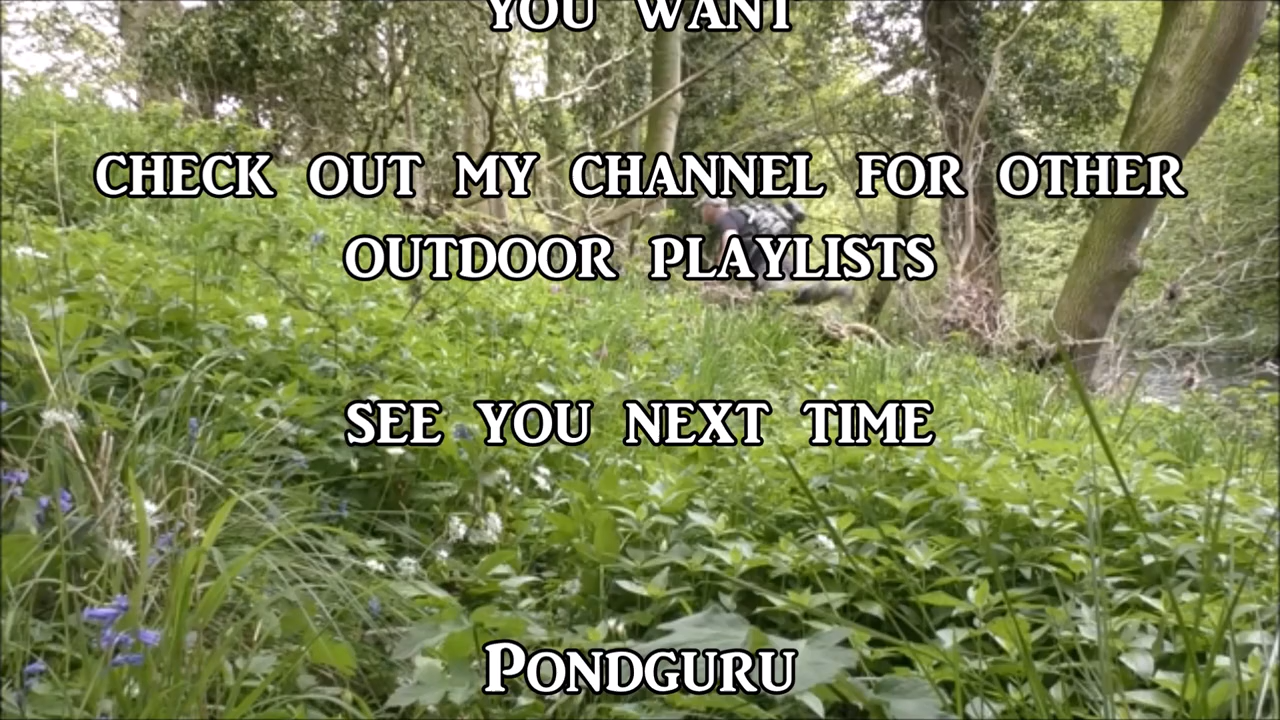 YOU WANT
CHECK OUT MY CHANNEL FOR OTHER
OUTDOOR PLAYLISTS
SEE YOU NEXT TIME
PONDGURU